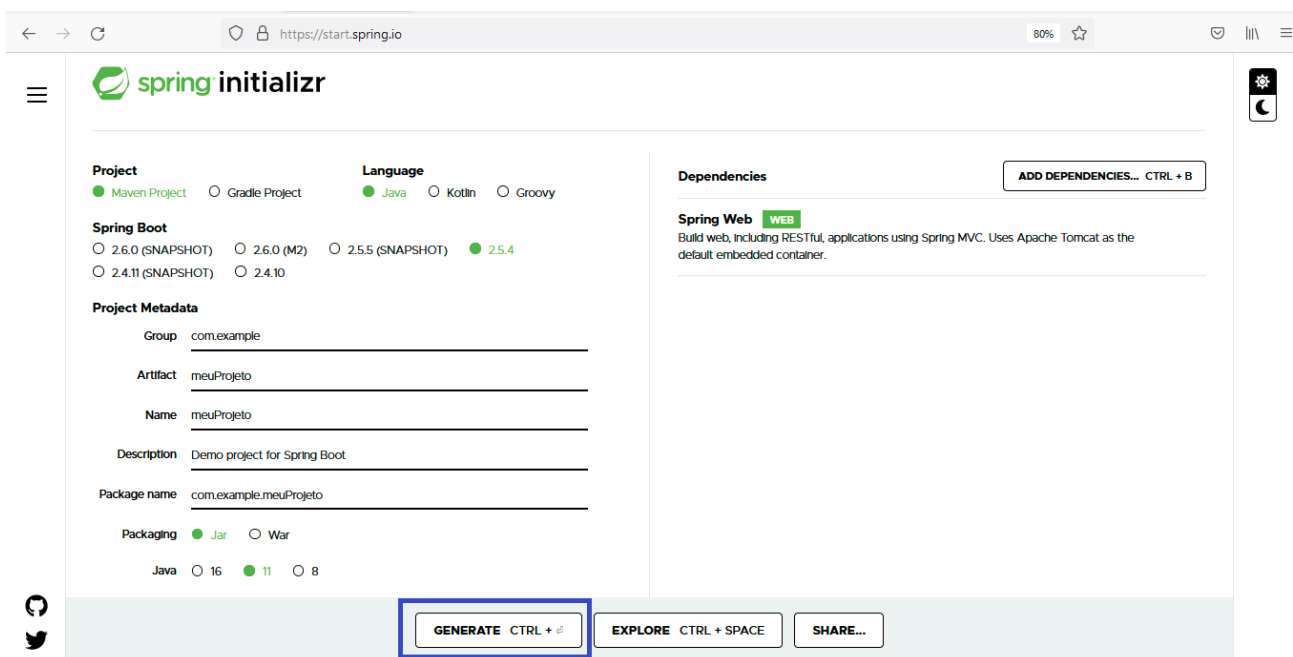 https://start.spring.io
80%
spring initializr
Project
Maven Project Gradle Project
Language
Java Kotlin Groovy
Spring Boot
2.6.0 (SNAPSHOT) 2.6.0 (M2) 2.5.5 (SNAPSHOT) 2.5.4
2.4.11 (SNAPSHOT) 2.4.10
Project Metadata
Group com.example
Artifact meuProjeto
Name meuProjeto
Description Demo project for Spring Boot
Package name com.example.meuProjeto
Packaging Jar War
Java 16 11 8
Dependencies
ADD DEPENDENCIES... CTRL + B
Spring Web WEB
Build web, including RESTful, applications using Spring MVC. Uses Apache Tomcat as the
default embedded container.
GENERATE CTRL + ⏎
EXPLORE CTRL + SPACE
SHARE...